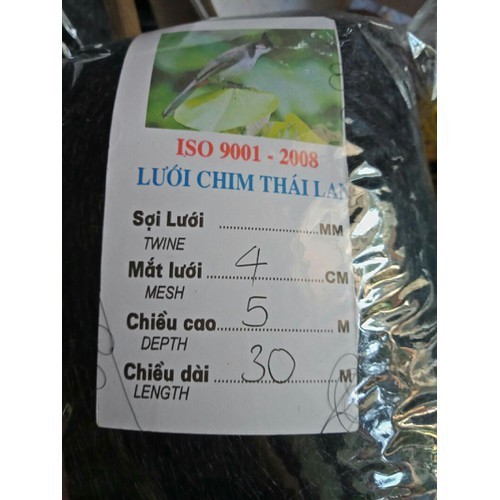 ISO 9001 - 2008
LƯỚI CHIM THÁI LAN
Sợi Lưới ........................ MM
TWINE
Mắt lưới ..... 4 ............. CM
MESH
Chiều cao ..... 5 ............. M
DEPTH
Chiều dài ..... 30 ............. M
LENGTH